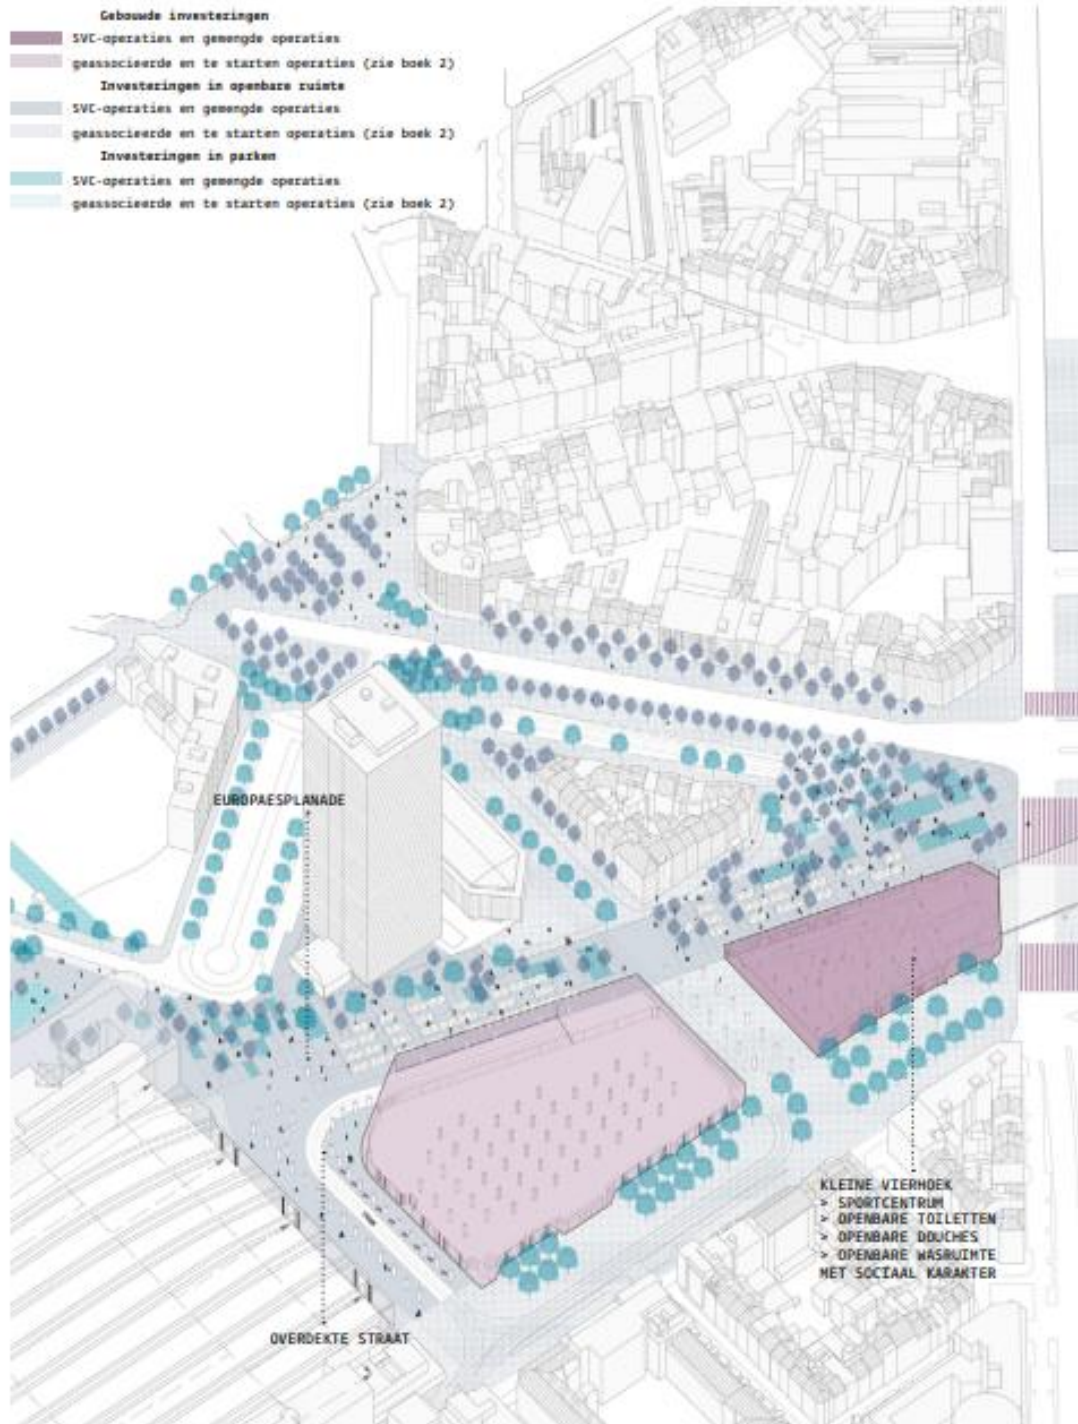 Gebouwde investeringen
SVC-operaties en gemengde operaties
geassocieerde en te starten operaties (zie boek 2)
Investeringen in openbare ruimte
SVC-operaties en gemengde operaties
geassocieerde en te starten operaties (zie boek 2)
Investeringen in parken
SVC-operaties en gemengde operaties
geassocieerde en te starten operaties (zie boek 2)
EUROPAESPLANADE
KLEINE VIERHOEK
> SPORTCENTRUM
> OPENBARE TOILETTEN
> OPENBARE DOUCHES
> OPENBARE WASRUIMTE
MET SOCIAAL KARAKTER
OVERDEKTE STRAAT